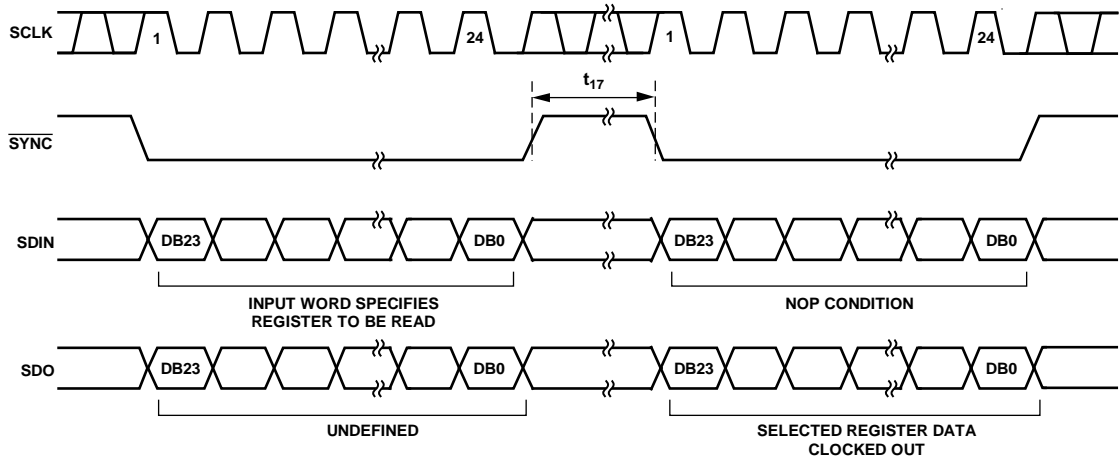 SCLK
1
24
1
24
t17
SYNC
SDIN
DB23
DB0
DB23
DB0
INPUT WORD SPECIFIES
REGISTER TO BE READ
NOP CONDITION
SDO
DB23
DB0
DB23
DB0
UNDEFINED
SELECTED REGISTER DATA
CLOCKED OUT